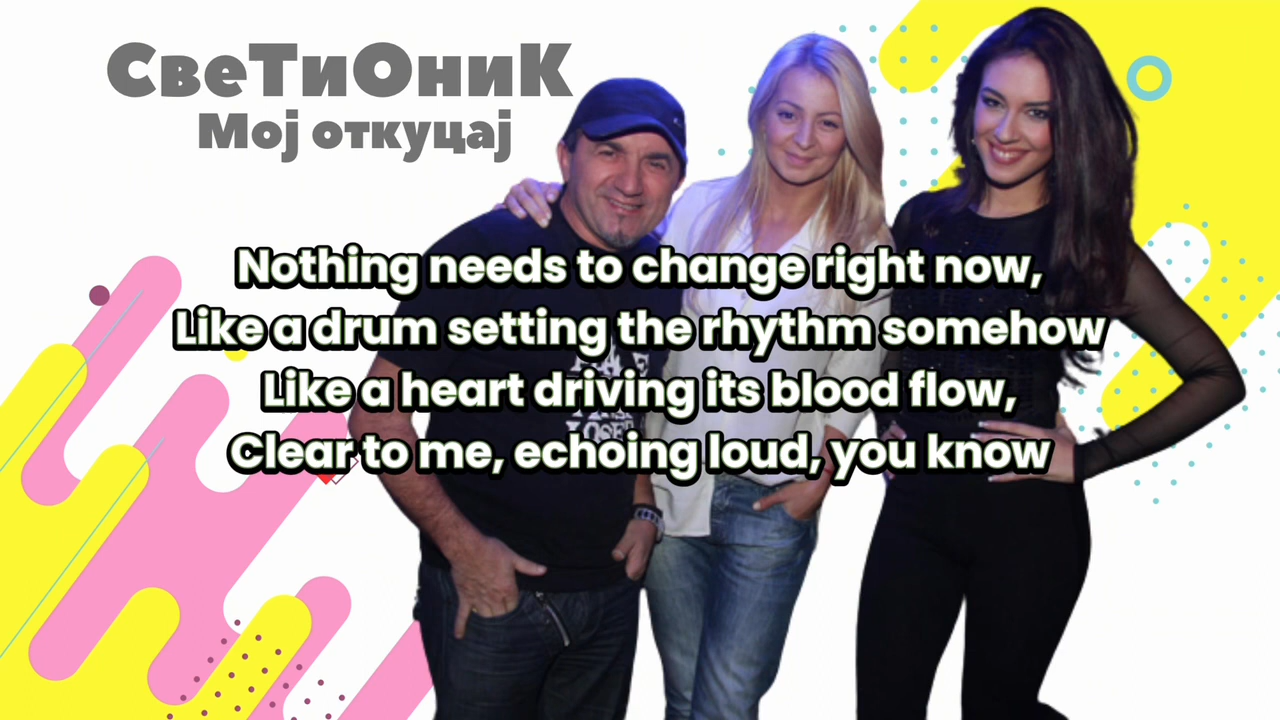 СвеТиОниК
Мој откуцај
Nothing needs to change right now,
Like a drum setting the rhythm somehow
Like a heart driving its blood flow,
Clear to me, echoing loud, you know